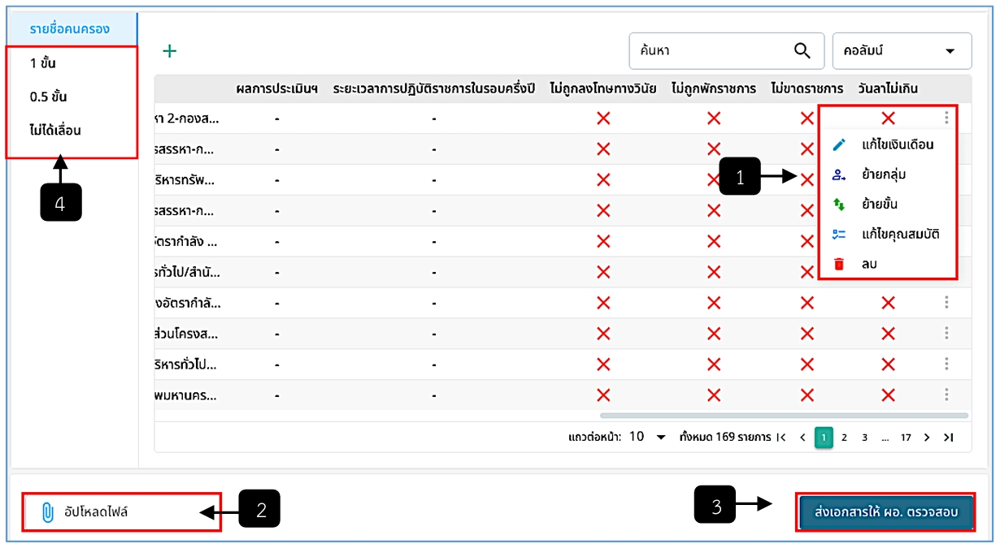 รายชื่อคนครอง
1 ขั้น
0.5 ขั้น
ไม่ได้เลื่อน
4
+
ค้นหา
คอลัมน์
ผลการประเมินฯ ระยะเวลาการปฏิบัติราชการในรอบครึ่งปี ไม่ถูกลงโทษทางวินัย ไม่ถูกพักราชการ ไม่ขาดราชการ วันลาไม่เกิน
หา 2-กองส... - -
รสรรหา-ก... - -
ริหารทรัพ... - -
รสรรหา-ก... - -
อัตรากำลัง ... - -
รทั่วไป/สำนั... - -
งอัตรากำลั... - -
ส่วนโครงส... - -
ริหารทั่วไป... - -
พมหานคร... - -
1
แก้ไขเงินเดือน
ย้ายกลุ่ม
ย้ายขั้น
แก้ไขคุณสมบัติ
ลบ
แถวต่อหน้า: 10 ทั้งหมด 169 รายการ 1 2 3 ... 17
อัปโหลดไฟล์
2
3
ส่งเอกสารให้ ผอ. ตรวจสอบ